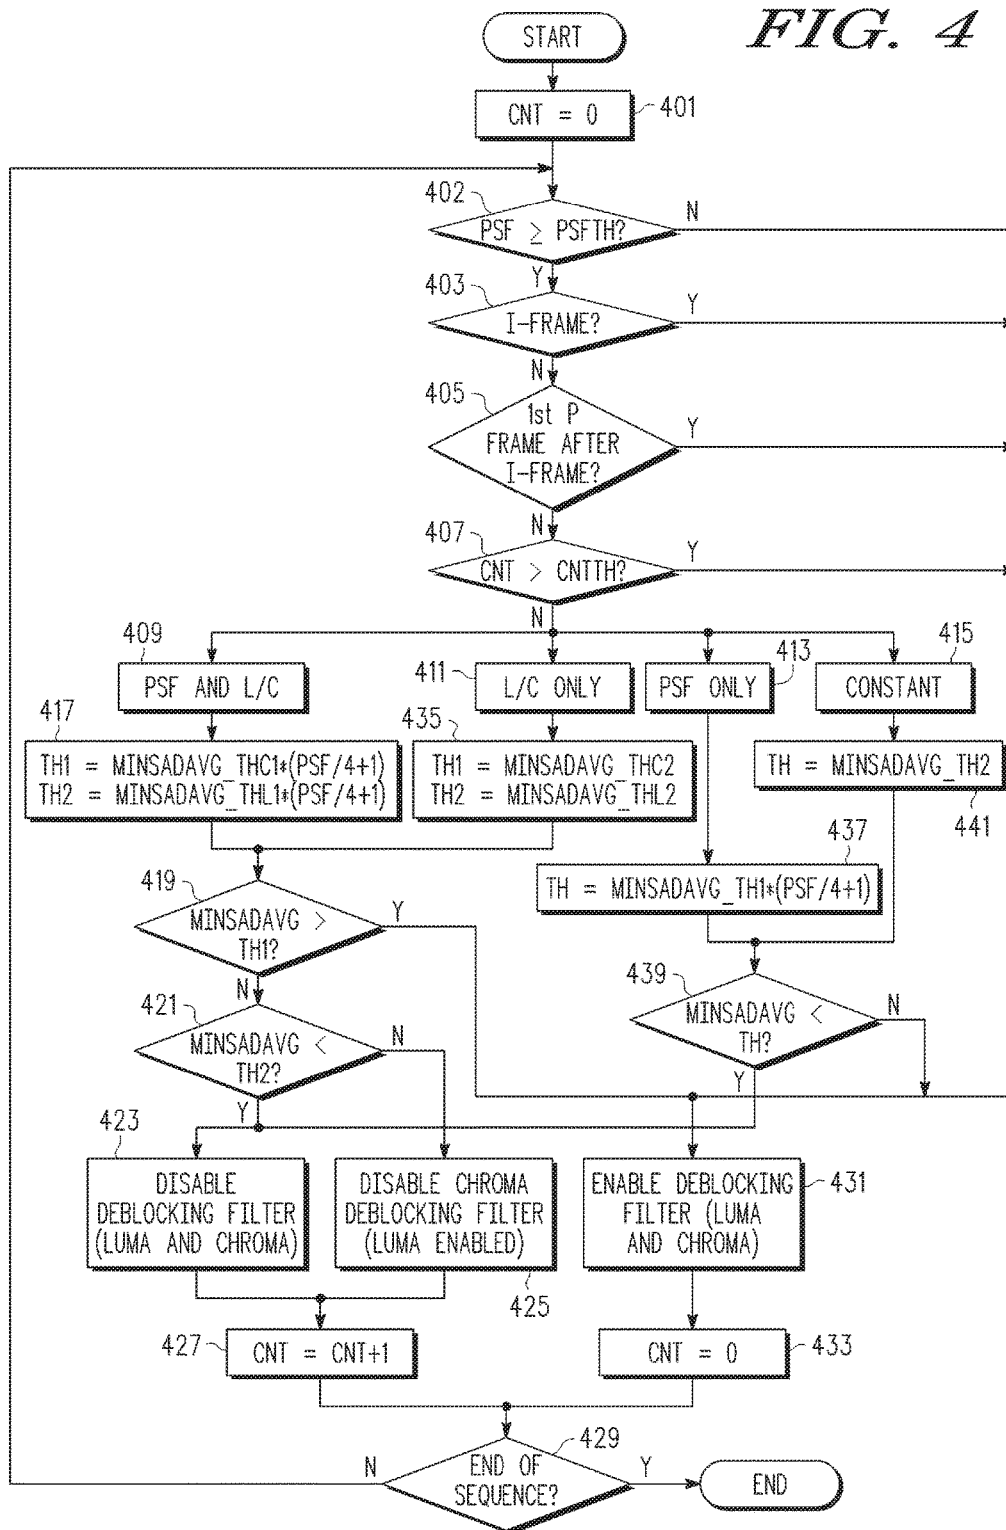 FIG. 4
START
CNT = 0
401
402
PSF ≥ PSFTH?
N
Y
403
I-FRAME?
Y
N
405
1st P
FRAME AFTER
I-FRAME?
Y
N
407
CNT > CNTTH?
Y
N
409
PSF AND L/C
411
L/C ONLY
413
PSF ONLY
415
CONSTANT
417
TH1 = MINSADAVG_THC1*(PSF/4+1)
TH2 = MINSADAVG_THL1*(PSF/4+1)
435
TH1 = MINSADAVG_THC2
TH2 = MINSADAVG_THL2
TH = MINSADAVG_TH2
441
437
TH = MINSADAVG_TH1*(PSF/4+1)
419
MINSADAVG >
TH1?
Y
N
439
MINSADAVG <
TH?
N
Y
421
MINSADAVG <
TH2?
N
Y
423
DISABLE
DEBLOCKING FILTER
(LUMA AND CHROMA)
DISABLE CHROMA
DEBLOCKING FILTER
(LUMA ENABLED)
425
ENABLE DEBLOCKING
FILTER (LUMA
AND CHROMA)
431
427
CNT = CNT+1
CNT = 0
433
429
END OF
SEQUENCE?
N
Y
END